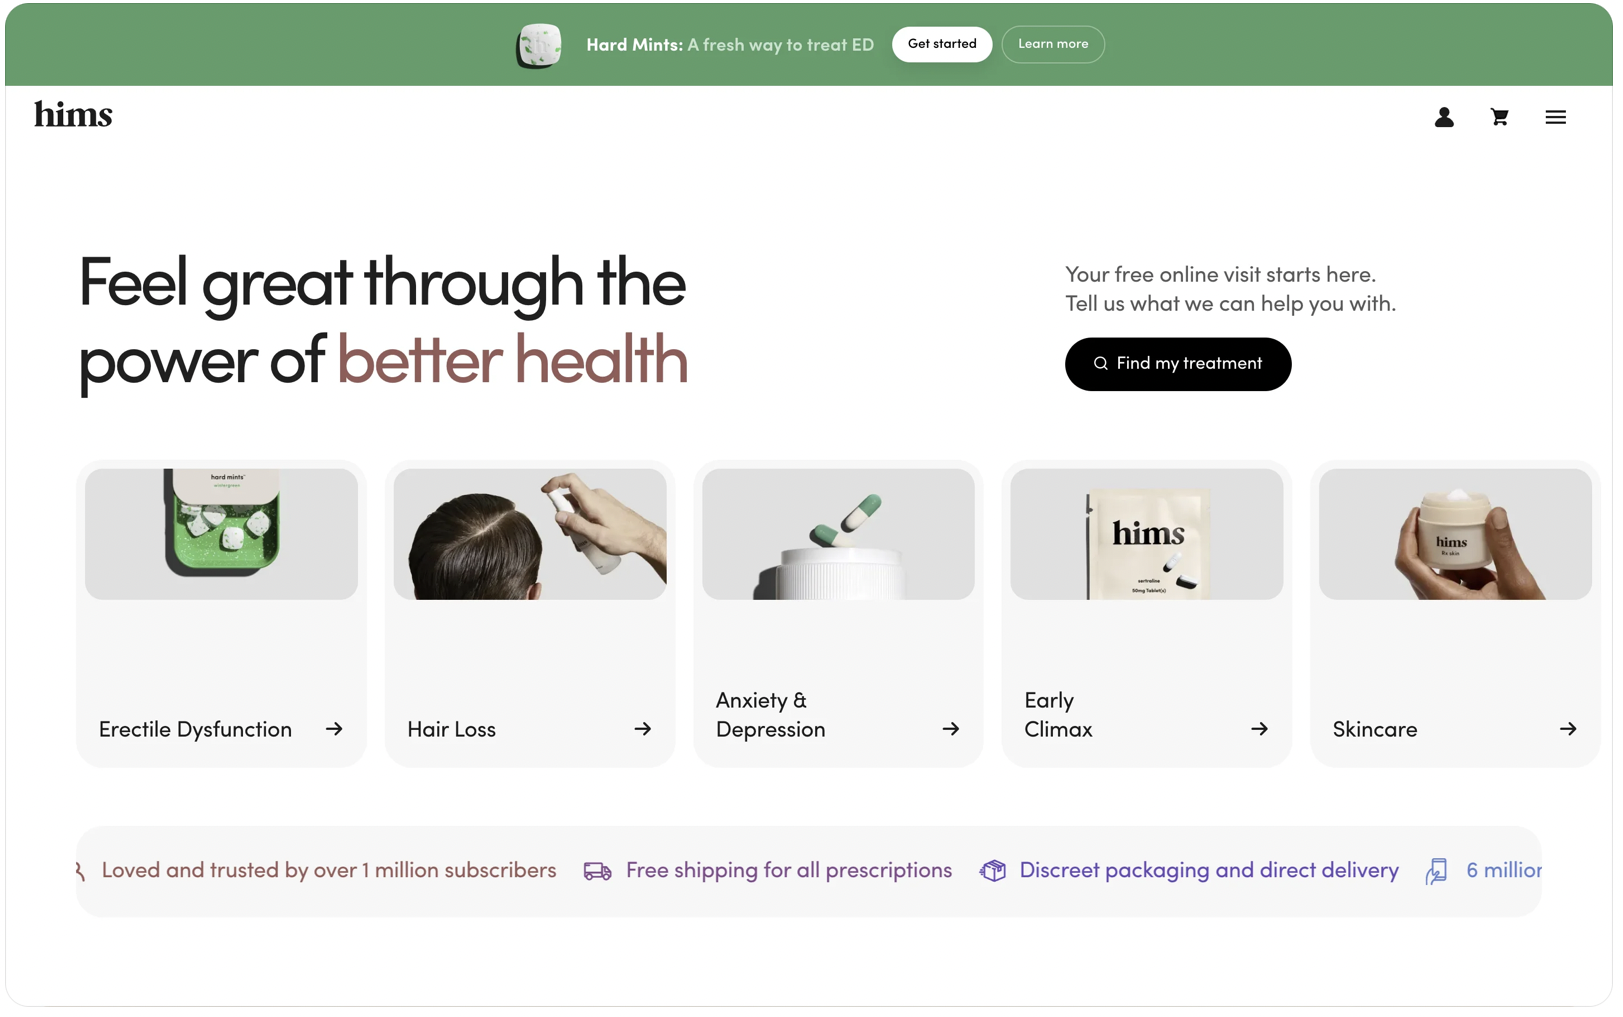 Hard Mints: A fresh way to treat ED
Get started
Learn more
hims
Feel great through the
power of better health
Your free online visit starts here.
Tell us what we can help you with.
Find my treatment
hard mints™
wintergreen
hims
sertraline
50mg Tablet(s)
hims
Rx skin
Erectile Dysfunction
Hair Loss
Anxiety &
Depression
Early
Climax
Skincare
Loved and trusted by over 1 million subscribers
Free shipping for all prescriptions
Discreet packaging and direct delivery
6 million